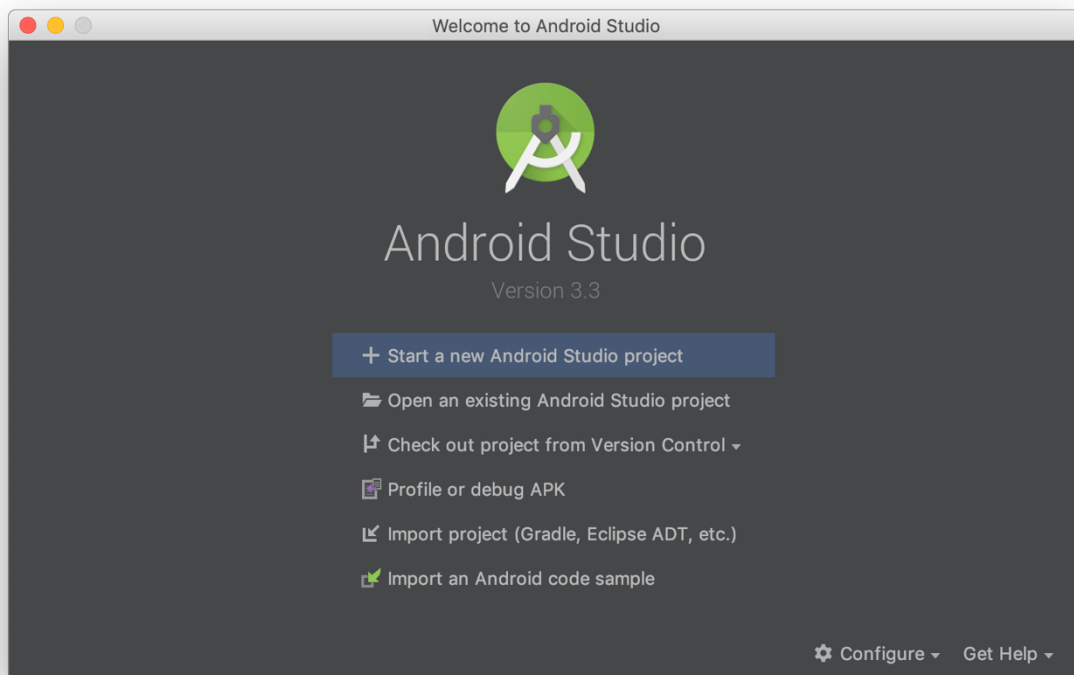 Welcome to Android Studio
Android Studio
Version 3.3
Start a new Android Studio project
Open an existing Android Studio project
Check out project from Version Control
Profile or debug APK
Import project (Gradle, Eclipse ADT, etc.)
Import an Android code sample
Configure Get Help